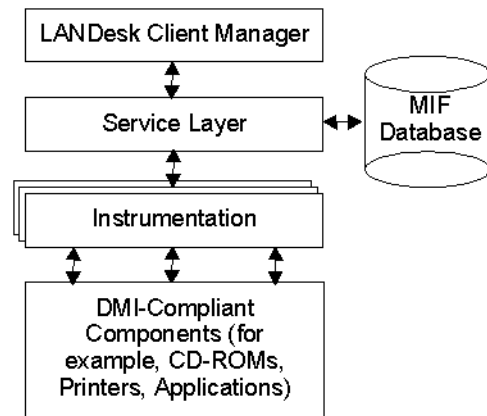 LANDesk Client Manager
Service Layer
MIF
Database
Instrumentation
DMI-Compliant
Components (for
example, CD-ROMs,
Printers, Applications)